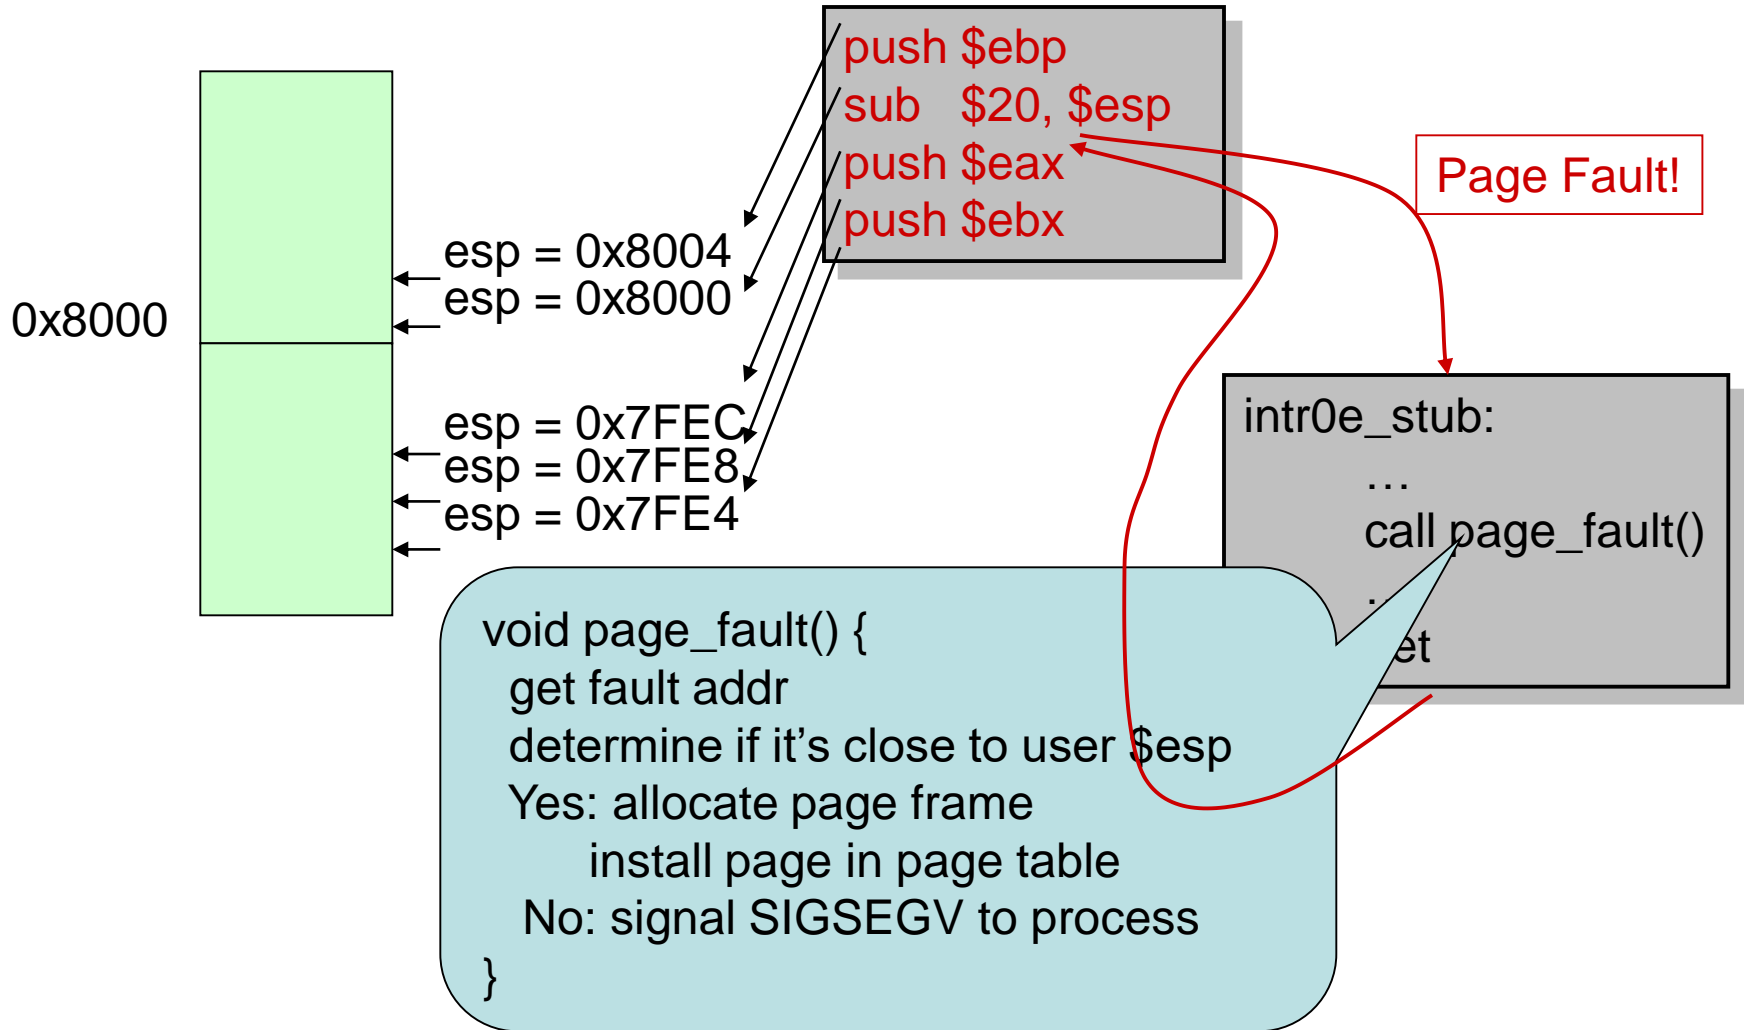 push $ebp
sub $20, $esp
push $eax
push $ebx
Page Fault!
esp = 0x8004
esp = 0x8000
0x8000
esp = 0x7FEC
esp = 0x7FE8
esp = 0x7FE4
intr0e_stub:
…
call page_fault()
void page_fault() {
get fault addr
determine if it’s close to user $esp
Yes: allocate page frame
install page in page table
No: signal SIGSEGV to process
}